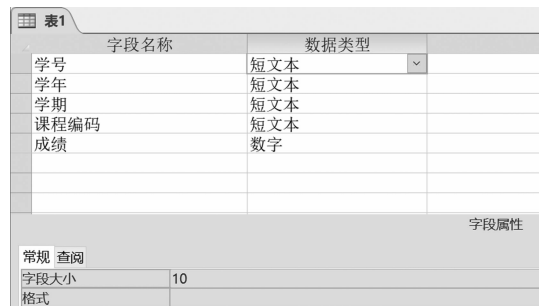 表1
字段名称 数据类型
学号 短文本
学年 短文本
学期 短文本
课程编码 短文本
成绩 数字
字段属性
常规 查阅
字段大小 10
格式